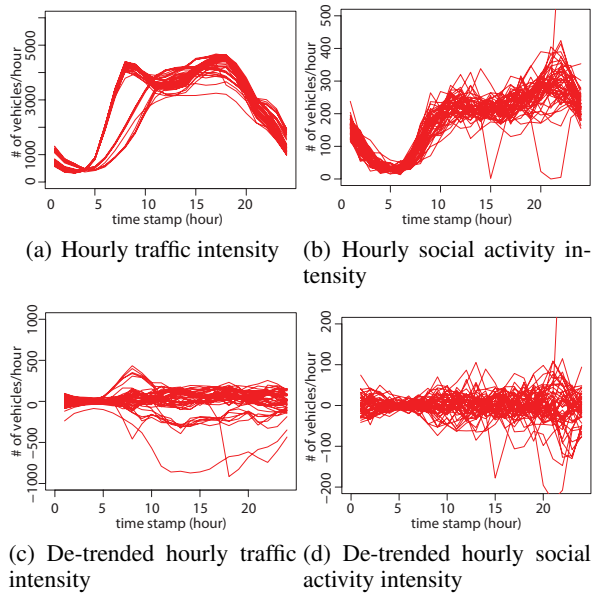 # of vehicles/hour
0 1000 3000 5000
0 5 10 15 20
time stamp (hour)
(a) Hourly traffic intensity
# of vehicles/hour
0 100 200 300 400 500
0 5 10 15 20
time stamp (hour)
(b) Hourly social activity in-
tensity
# of vehicles/hour
−1000 −500 0 500 1000
0 5 10 15 20
time stamp (hour)
(c) De-trended hourly traffic
intensity
# of vehicles/hour
−200 −100 0 100 200
0 5 10 15 20
time stamp (hour)
(d) De-trended hourly social
activity intensity